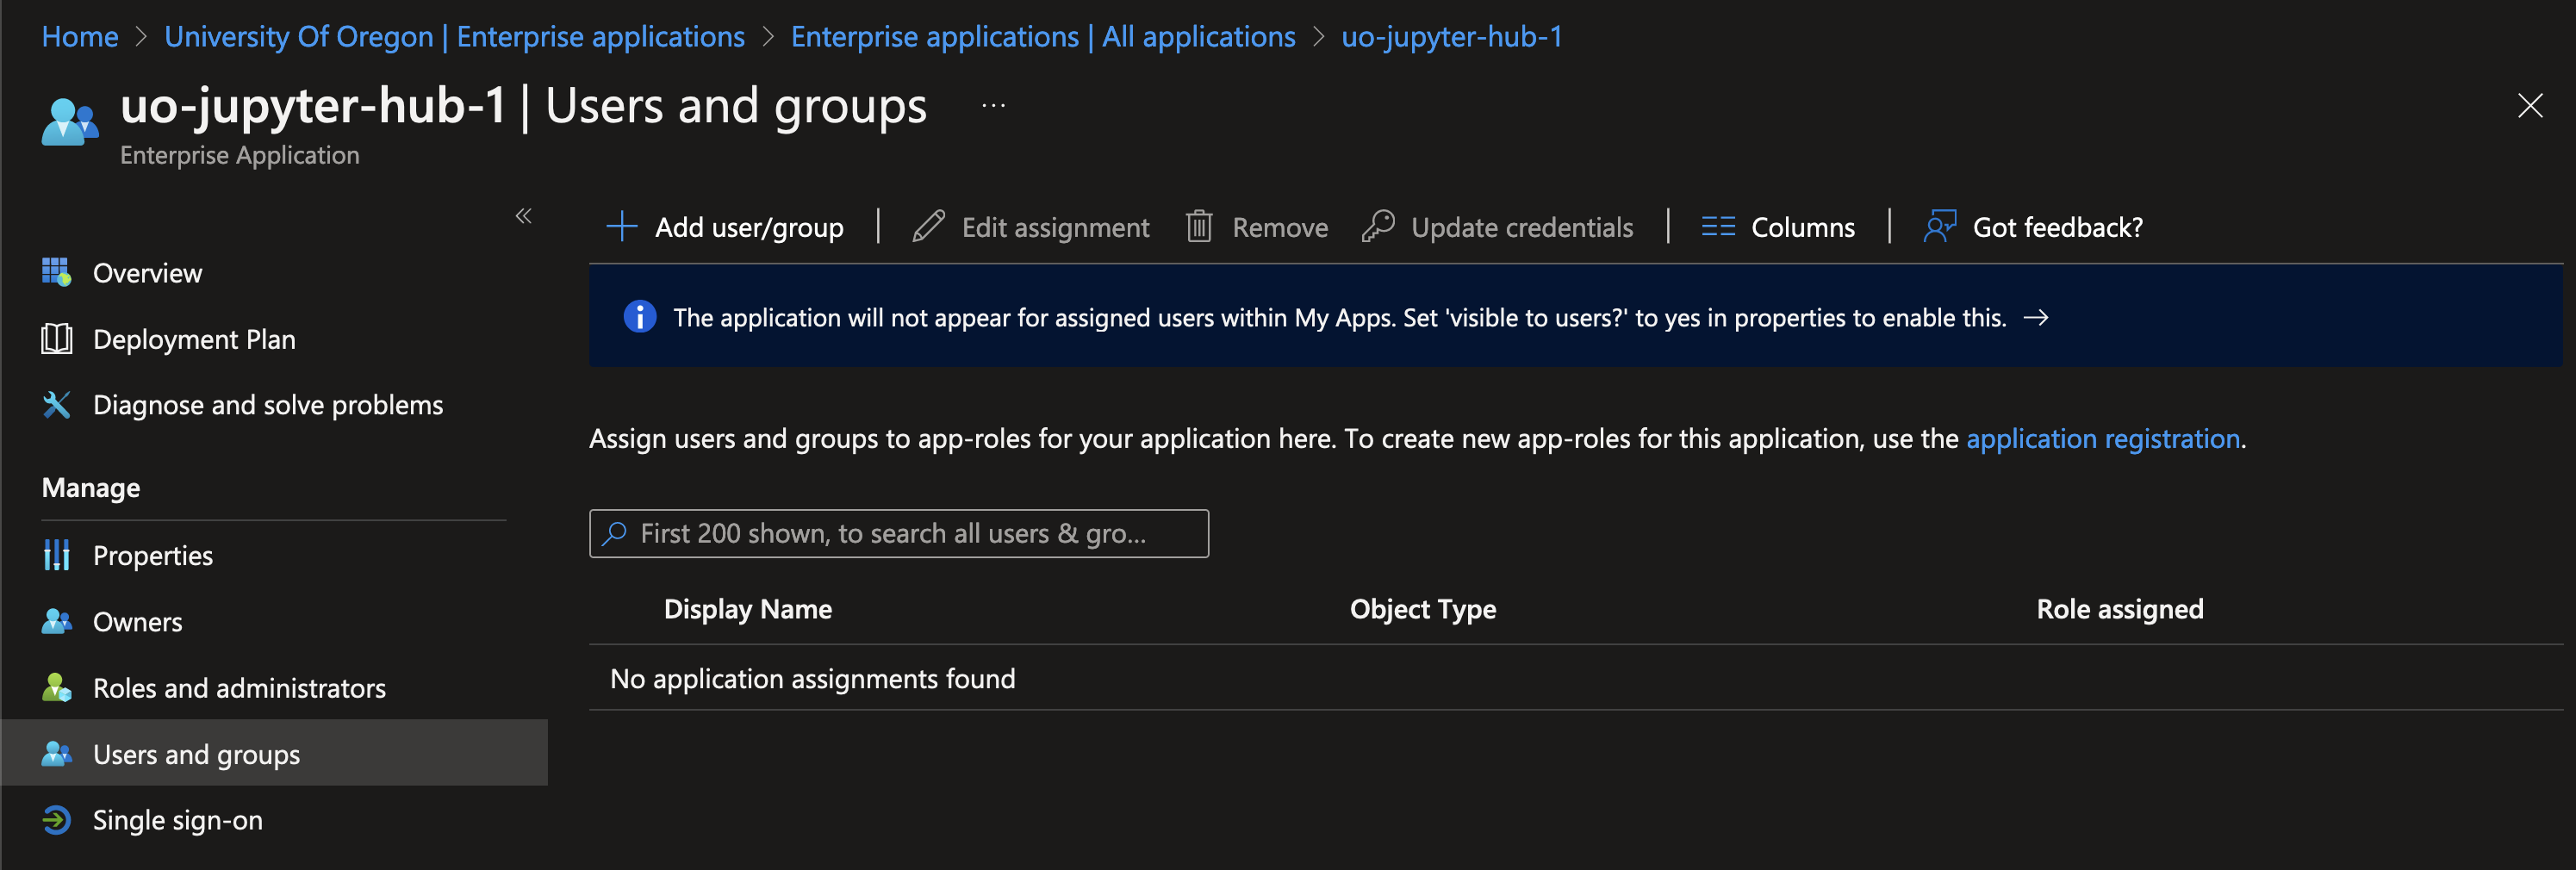 Home > University Of Oregon | Enterprise applications > Enterprise applications | All applications > uo-jupyter-hub-1
uo-jupyter-hub-1 | Users and groups ...
Enterprise Application
«
Overview
Deployment Plan
Diagnose and solve problems
Manage
Properties
Owners
Roles and administrators
Users and groups
Single sign-on
Add user/group | Edit assignment Remove Update credentials | Columns | Got feedback?
The application will not appear for assigned users within My Apps. Set 'visible to users?' to yes in properties to enable this. →
Assign users and groups to app-roles for your application here. To create new app-roles for this application, use the application registration.
First 200 shown, to search all users & gro...
Display Name Object Type Role assigned
No application assignments found